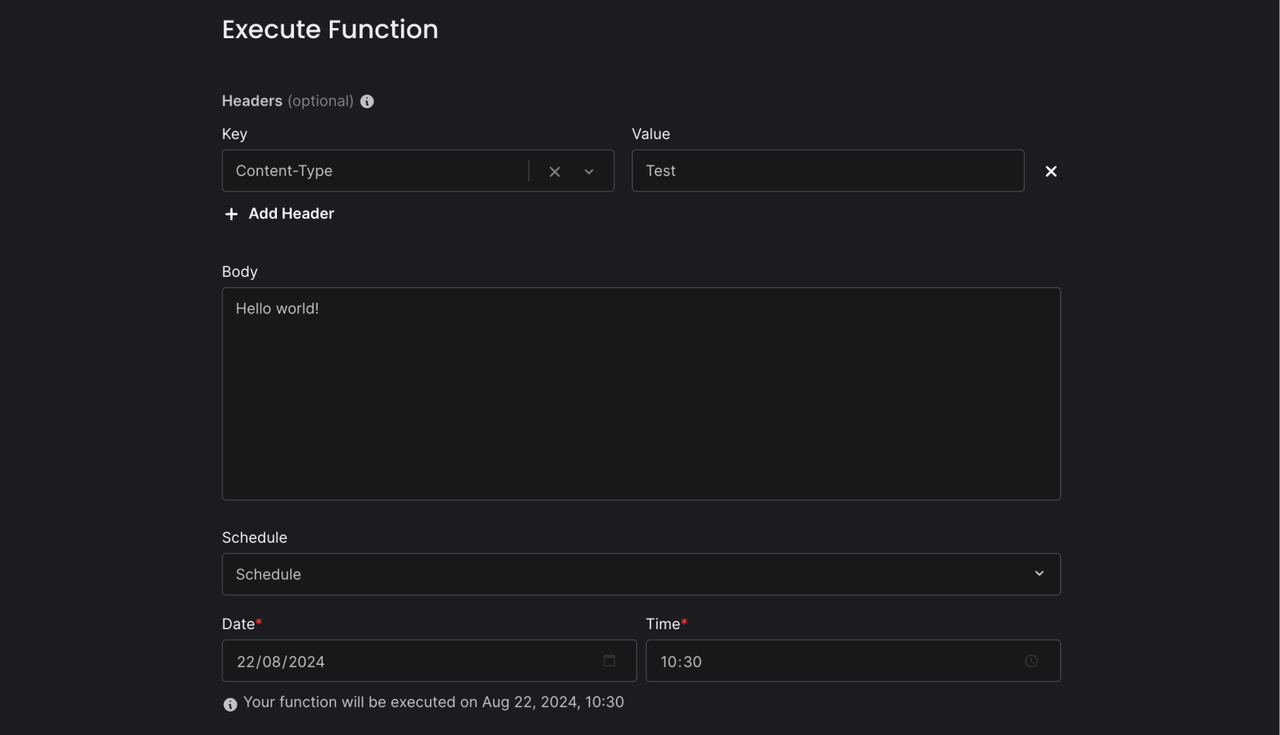 Execute Function
Headers (optional)
Key Value
Content-Type Test
Add Header
Body
Hello world!
Schedule
Schedule
Date* Time*
22/08/2024 10:30
Your function will be executed on Aug 22, 2024, 10:30